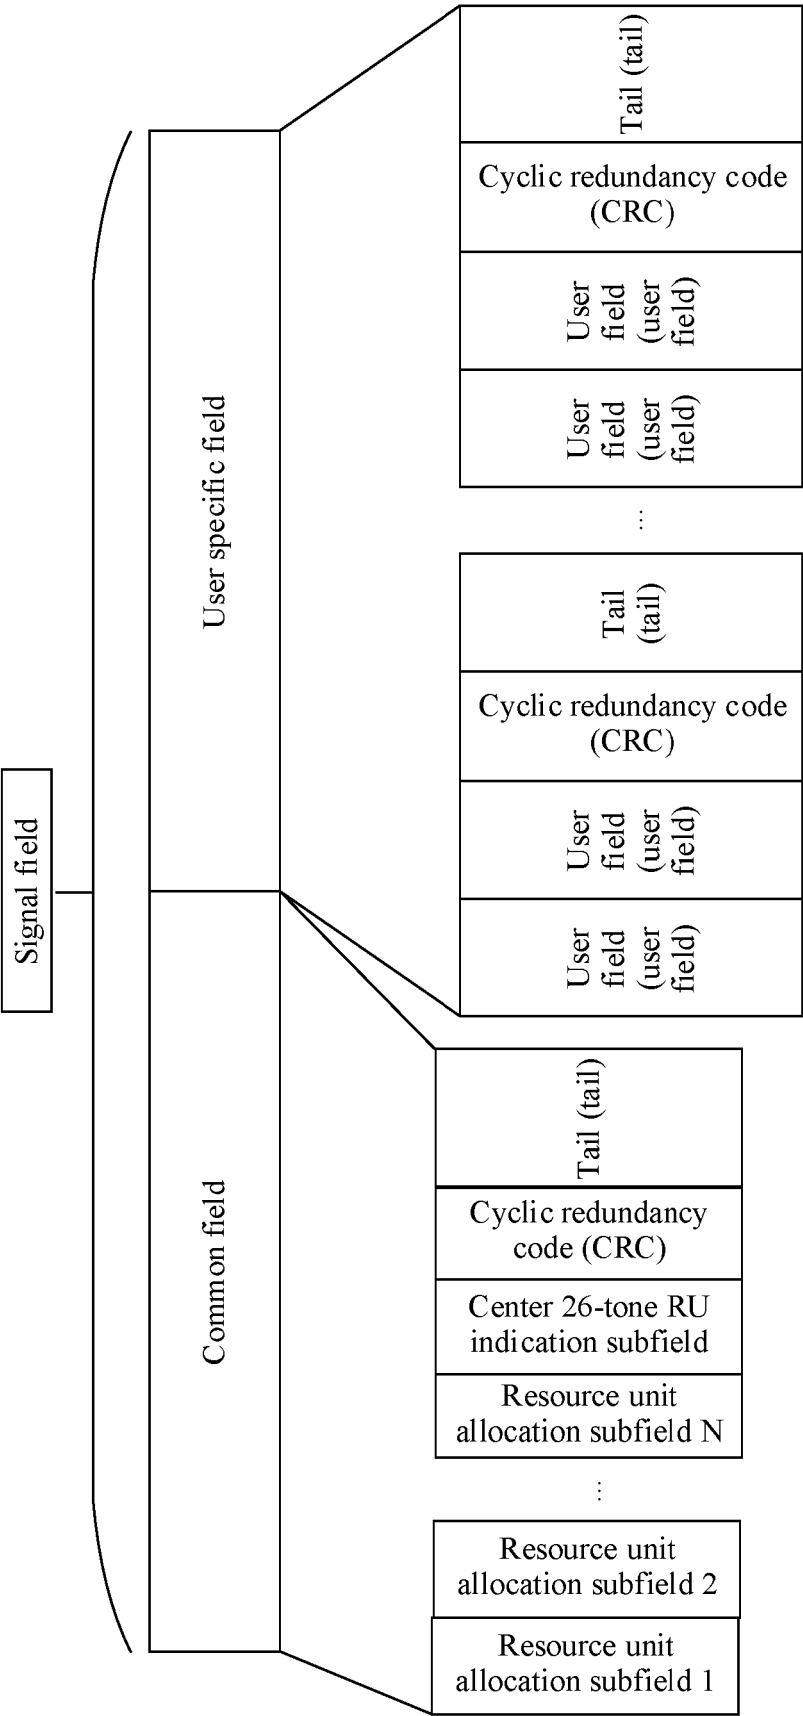 Signal field
Common field
User specific field
Resource unit
allocation subfield 1
Resource unit
allocation subfield 2
...
Resource unit
allocation subfield N
Center 26-tone RU
indication subfield
Cyclic redundancy
code (CRC)
Tail (tail)
User
field
(user
field)
User
field
(user
field)
Cyclic redundancy code
(CRC)
Tail
(tail)
...
User
field
(user
field)
User
field
(user
field)
Cyclic redundancy code
(CRC)
Tail (tail)